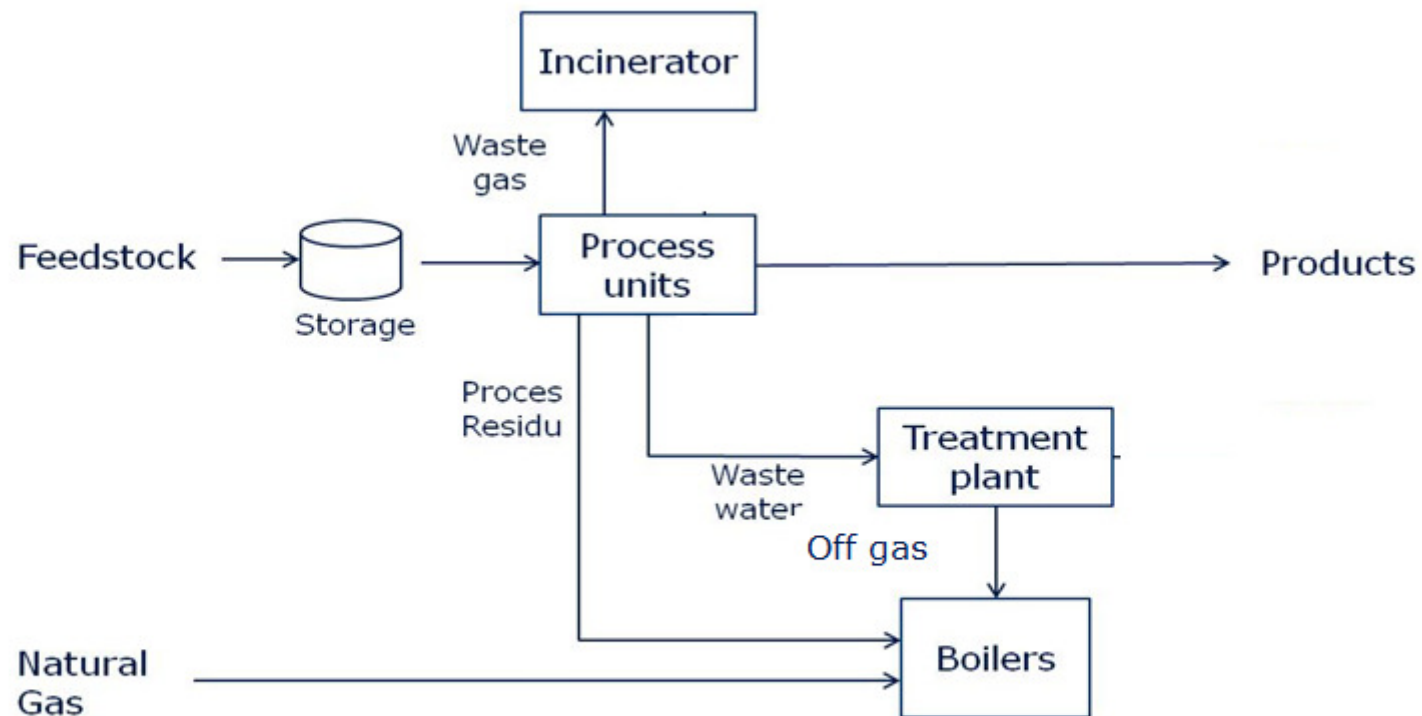 Incinerator
Waste
gas
Feedstock
Storage
Process
units
Products
Proces
Residu
Waste
water
Treatment
plant
Off gas
Boilers
Natural
Gas